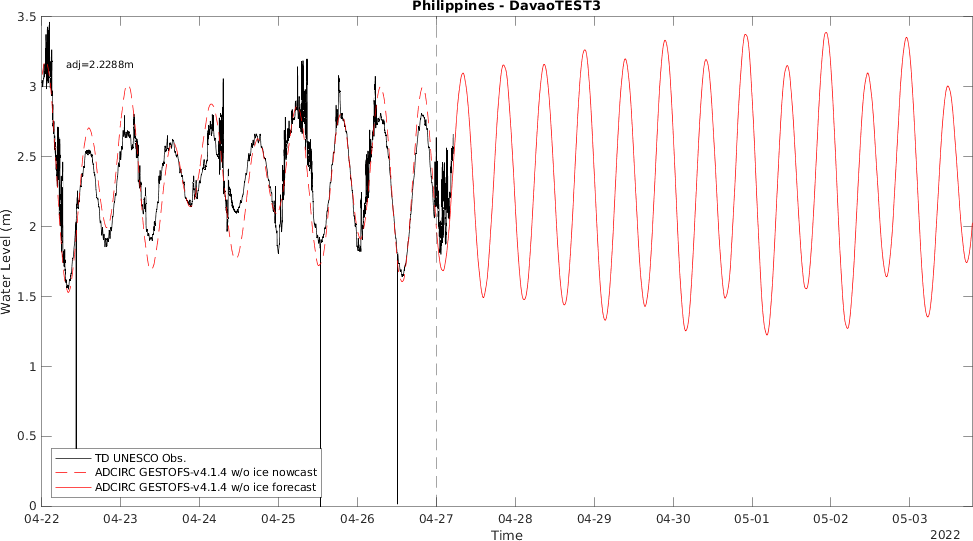 Philippines - DavaoTEST3
adj=2.2288m
3.5
3
2.5
2
1.5
1
0.5
0
Water Level (m)
TD UNESCO Obs.
ADCIRC GESTOFS-v4.1.4 w/o ice nowcast
ADCIRC GESTOFS-v4.1.4 w/o ice forecast
04-22 04-23 04-24 04-25 04-26 04-27 04-28 04-29 04-30 05-01 05-02 05-03
Time
2022